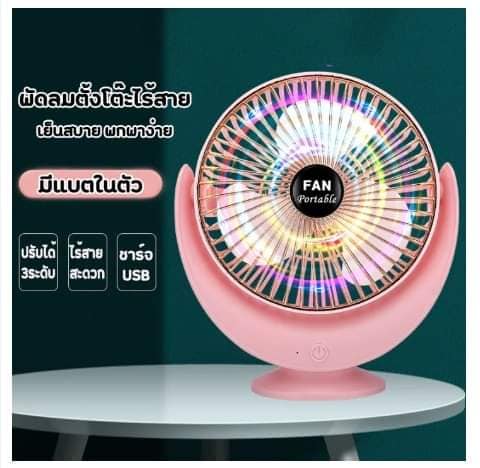 พัดลมตั้งโต๊ะไร้สาย
เย็นสบาย พกพาง่าย
มีแบตในตัว
ปรับได้
3ระดับ
ไร้สาย
สะดวก
ชาร์จ
USB
FAN
Portable